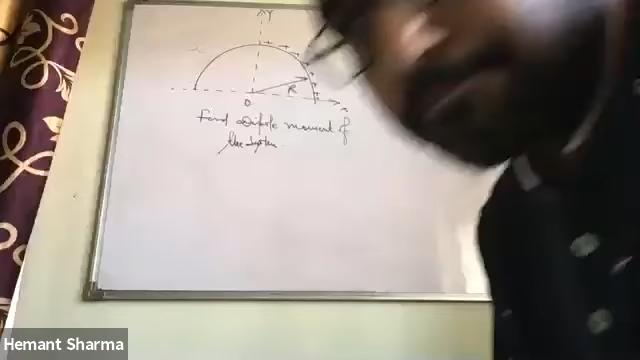 Y
R
O
x
Find Dipole moment of
the system
Hemant Sharma